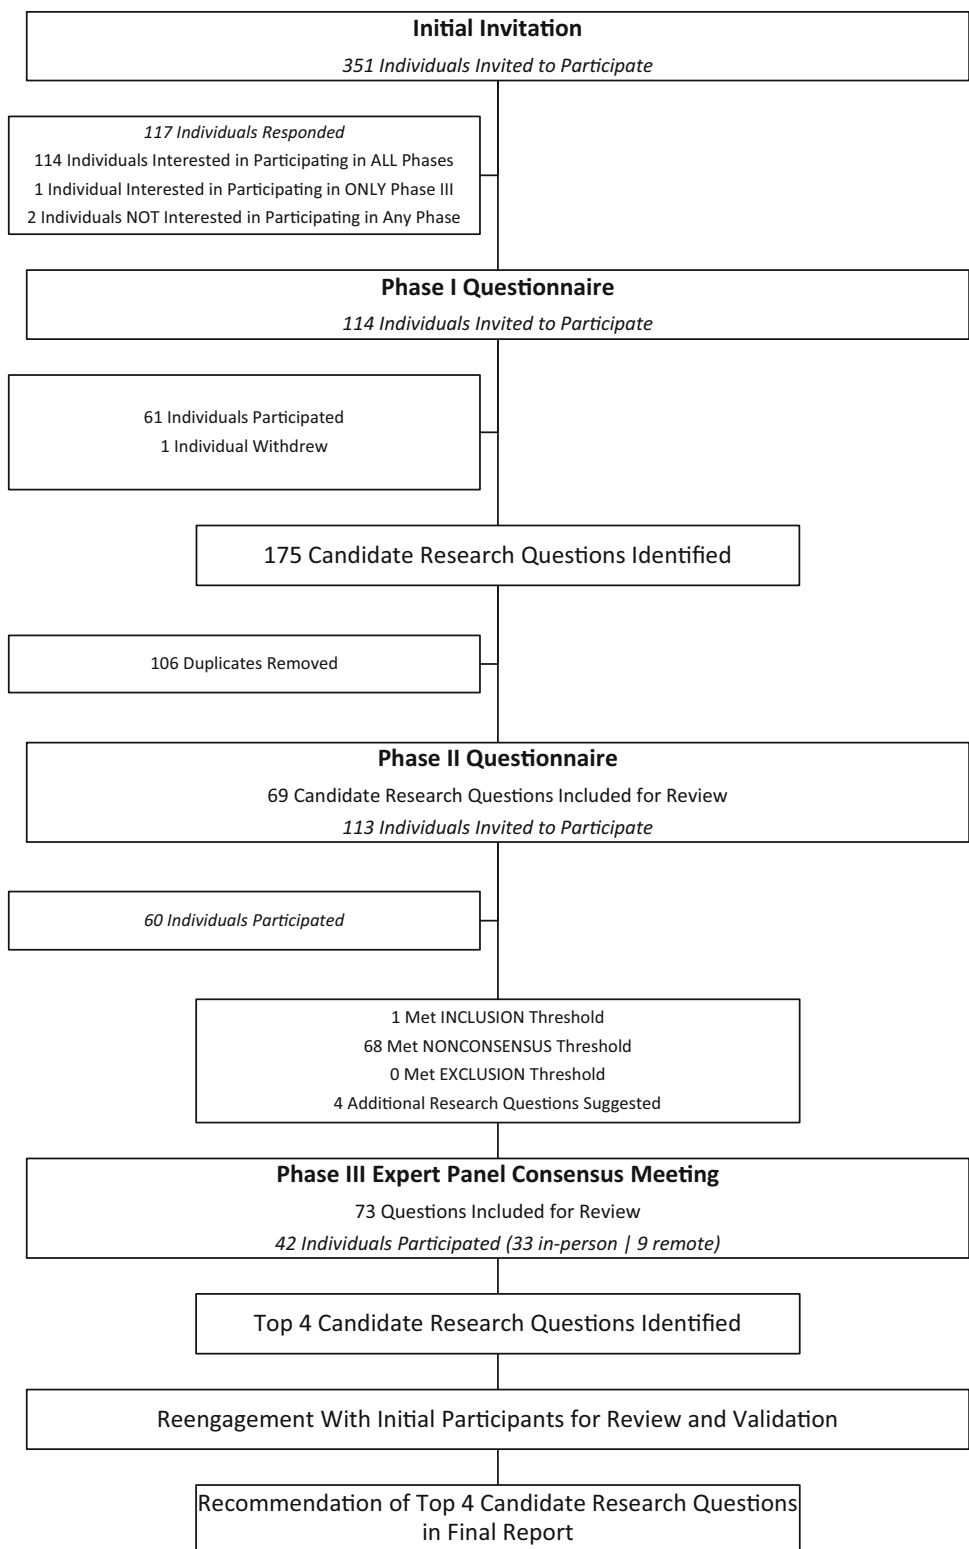 Initial Invitation
351 Individuals Invited to Participate
117 Individuals Responded
114 Individuals Interested in Participating in ALL Phases
1 Individual Interested in Participating in ONLY Phase III
2 Individuals NOT Interested in Participating in Any Phase
Phase I Questionnaire
114 Individuals Invited to Participate
61 Individuals Participated
1 Individual Withdrew
175 Candidate Research Questions Identified
106 Duplicates Removed
Phase II Questionnaire
69 Candidate Research Questions Included for Review
113 Individuals Invited to Participate
60 Individuals Participated
1 Met INCLUSION Threshold
68 Met NONCONSENSUS Threshold
0 Met EXCLUSION Threshold
4 Additional Research Questions Suggested
Phase III Expert Panel Consensus Meeting
73 Questions Included for Review
42 Individuals Participated (33 in-person | 9 remote)
Top 4 Candidate Research Questions Identified
Reengagement With Initial Participants for Review and Validation
Recommendation of Top 4 Candidate Research Questions
in Final Report